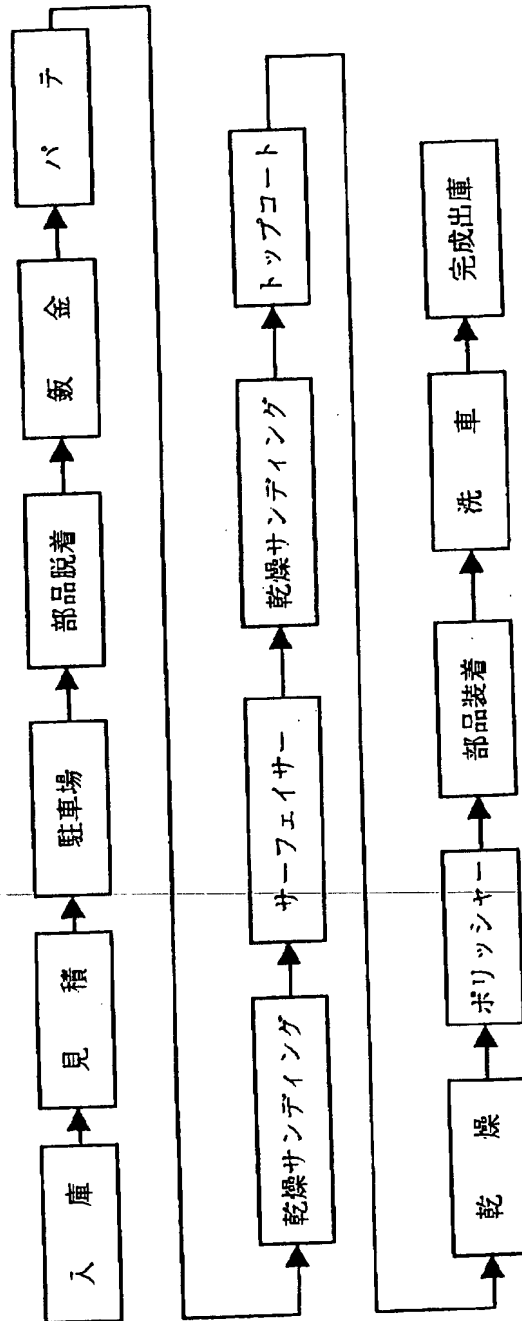 入庫
見積
駐車場
部品脱着
鈑金
パテ
乾燥サンディング
サーフェイサー
乾燥サンディング
トップコート
乾燥
ポリッシャー
部品装着
洗車
完成出庫